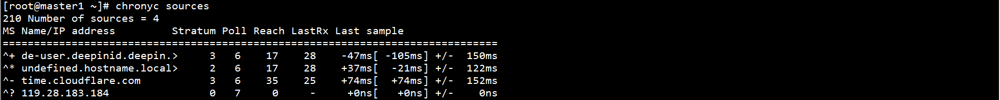 [root@master1 ~]# chronyc sources
210 Number of sources = 4
MS Name/IP address         Stratum Poll Reach LastRx Last sample
===============================================================================
^+ de-user.deepinid.deepin.>     3   6    17    28    -47ms[ -105ms] +/-  150ms
^* undefined.hostname.local>     2   6    17    28    +37ms[  -21ms] +/-  122ms
^- time.cloudflare.com           3   6    35    25    +74ms[  +74ms] +/-  152ms
^? 119.28.183.184                0   7     0     -     +0ns[   +0ns] +/-    0ns